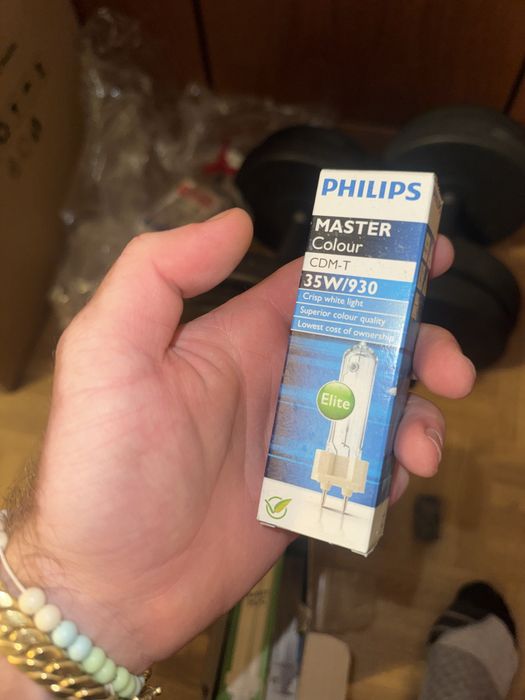 PHILIPS
MASTER
Colour
CDM-T
35W/930
Crisp white light
Superior colour quality
Lowest cost of ownership
Elite